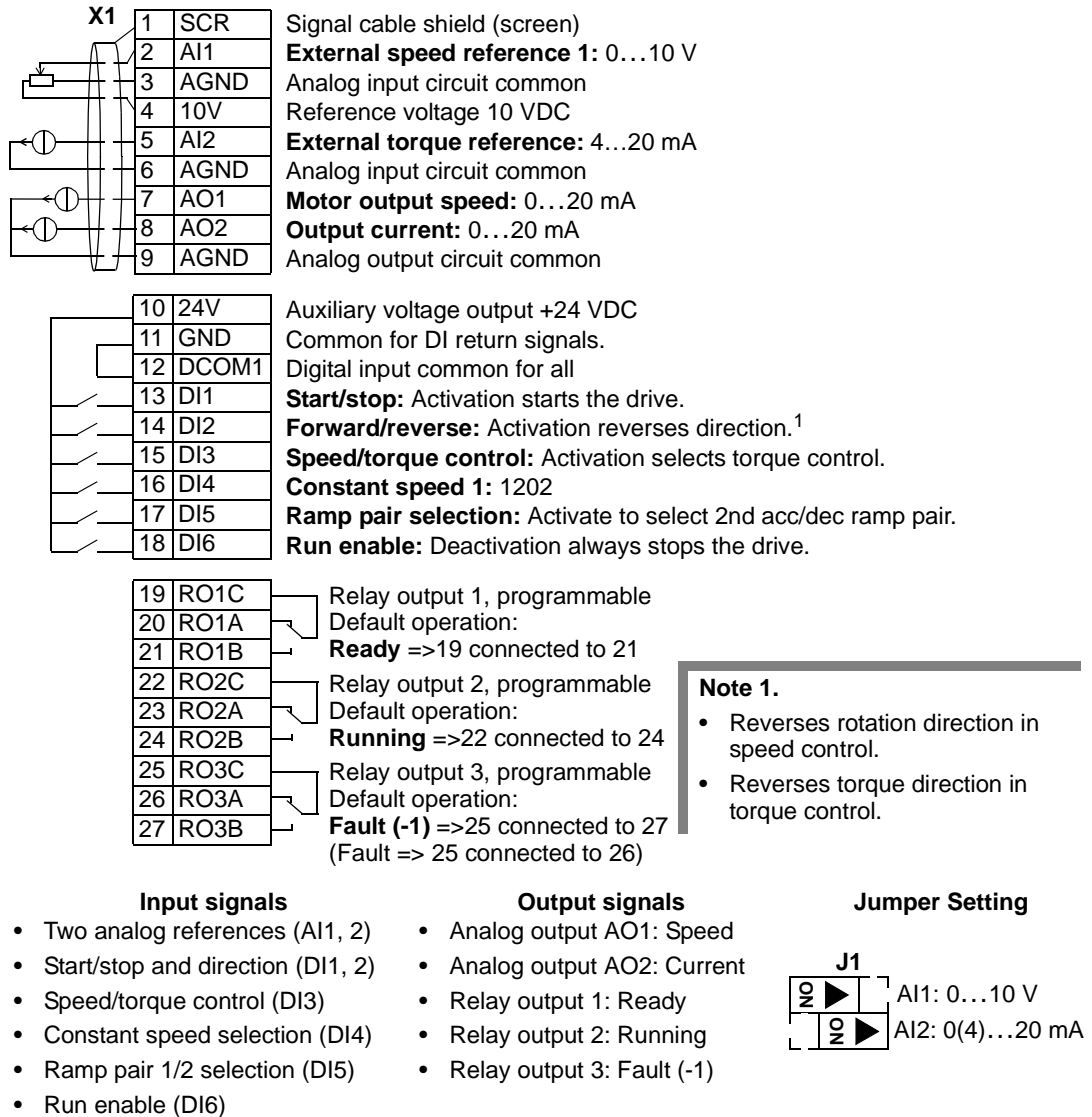 X1
1 SCR Signal cable shield (screen)
2 AI1 External speed reference 1: 0…10 V
3 AGND Analog input circuit common
4 10V Reference voltage 10 VDC
5 AI2 External torque reference: 4…20 mA
6 AGND Analog input circuit common
7 AO1 Motor output speed: 0…20 mA
8 AO2 Output current: 0…20 mA
9 AGND Analog output circuit common
10 24V Auxiliary voltage output +24 VDC
11 GND Common for DI return signals.
12 DCOM1 Digital input common for all
13 DI1 Start/stop: Activation starts the drive.
14 DI2 Forward/reverse: Activation reverses direction.1
15 DI3 Speed/torque control: Activation selects torque control.
16 DI4 Constant speed 1: 1202
17 DI5 Ramp pair selection: Activate to select 2nd acc/dec ramp pair.
18 DI6 Run enable: Deactivation always stops the drive.
19 RO1C Relay output 1, programmable
20 RO1A Default operation:
21 RO1B Ready =>19 connected to 21
22 RO2C Relay output 2, programmable
23 RO2A Default operation:
24 RO2B Running =>22 connected to 24
25 RO3C Relay output 3, programmable
26 RO3A Default operation:
27 RO3B Fault (-1) =>25 connected to 27
(Fault => 25 connected to 26)
Note 1.
• Reverses rotation direction in
speed control.
• Reverses torque direction in
torque control.
Input signals
• Two analog references (AI1, 2)
• Start/stop and direction (DI1, 2)
• Speed/torque control (DI3)
• Constant speed selection (DI4)
• Ramp pair 1/2 selection (DI5)
• Run enable (DI6)
Output signals
• Analog output AO1: Speed
• Analog output AO2: Current
• Relay output 1: Ready
• Relay output 2: Running
• Relay output 3: Fault (-1)
Jumper Setting
J1
ON AI1: 0…10 V
ON AI2: 0(4)…20 mA